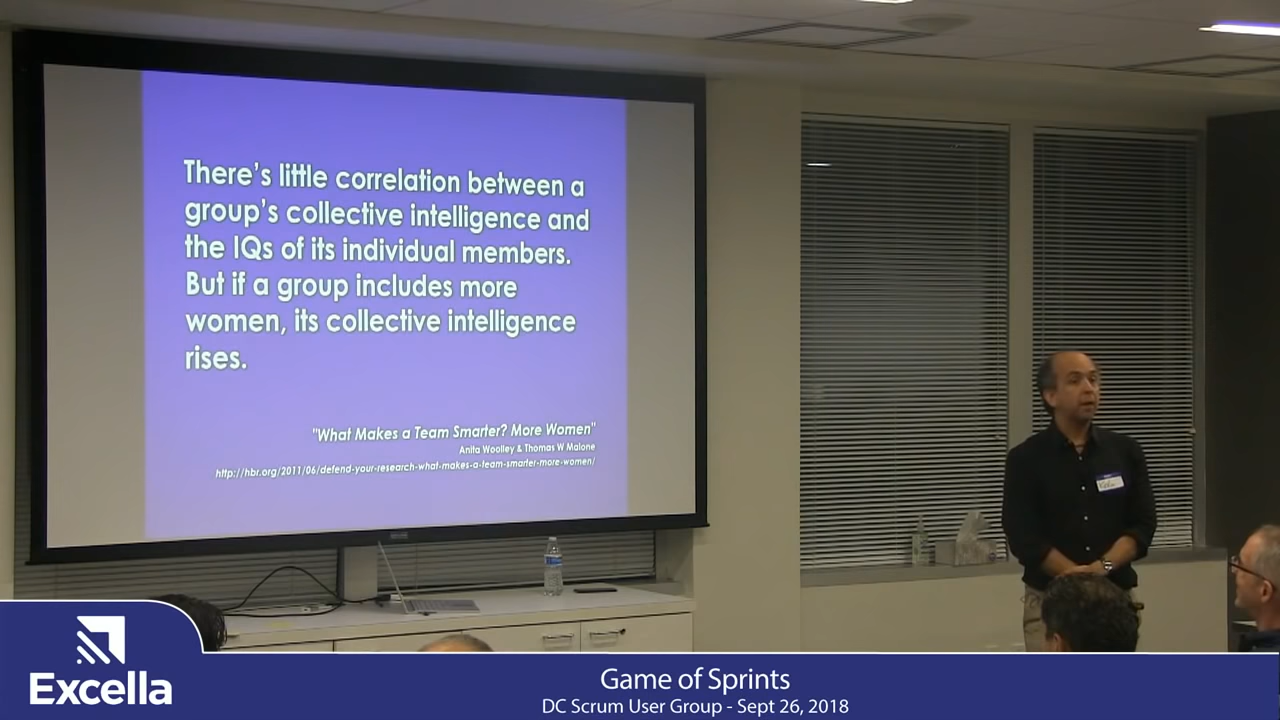 There's little correlation between a
group's collective intelligence and
the IQs of its individual members.
But if a group includes more
women, its collective intelligence
rises.
"What Makes a Team Smarter? More Women"
Anita Woolley & Thomas W Malone
http://hbr.org/2011/06/defend-your-research-what-makes-a-team-smarter-more-women/
Excella
Game of Sprints
DC Scrum User Group - Sept 26, 2018